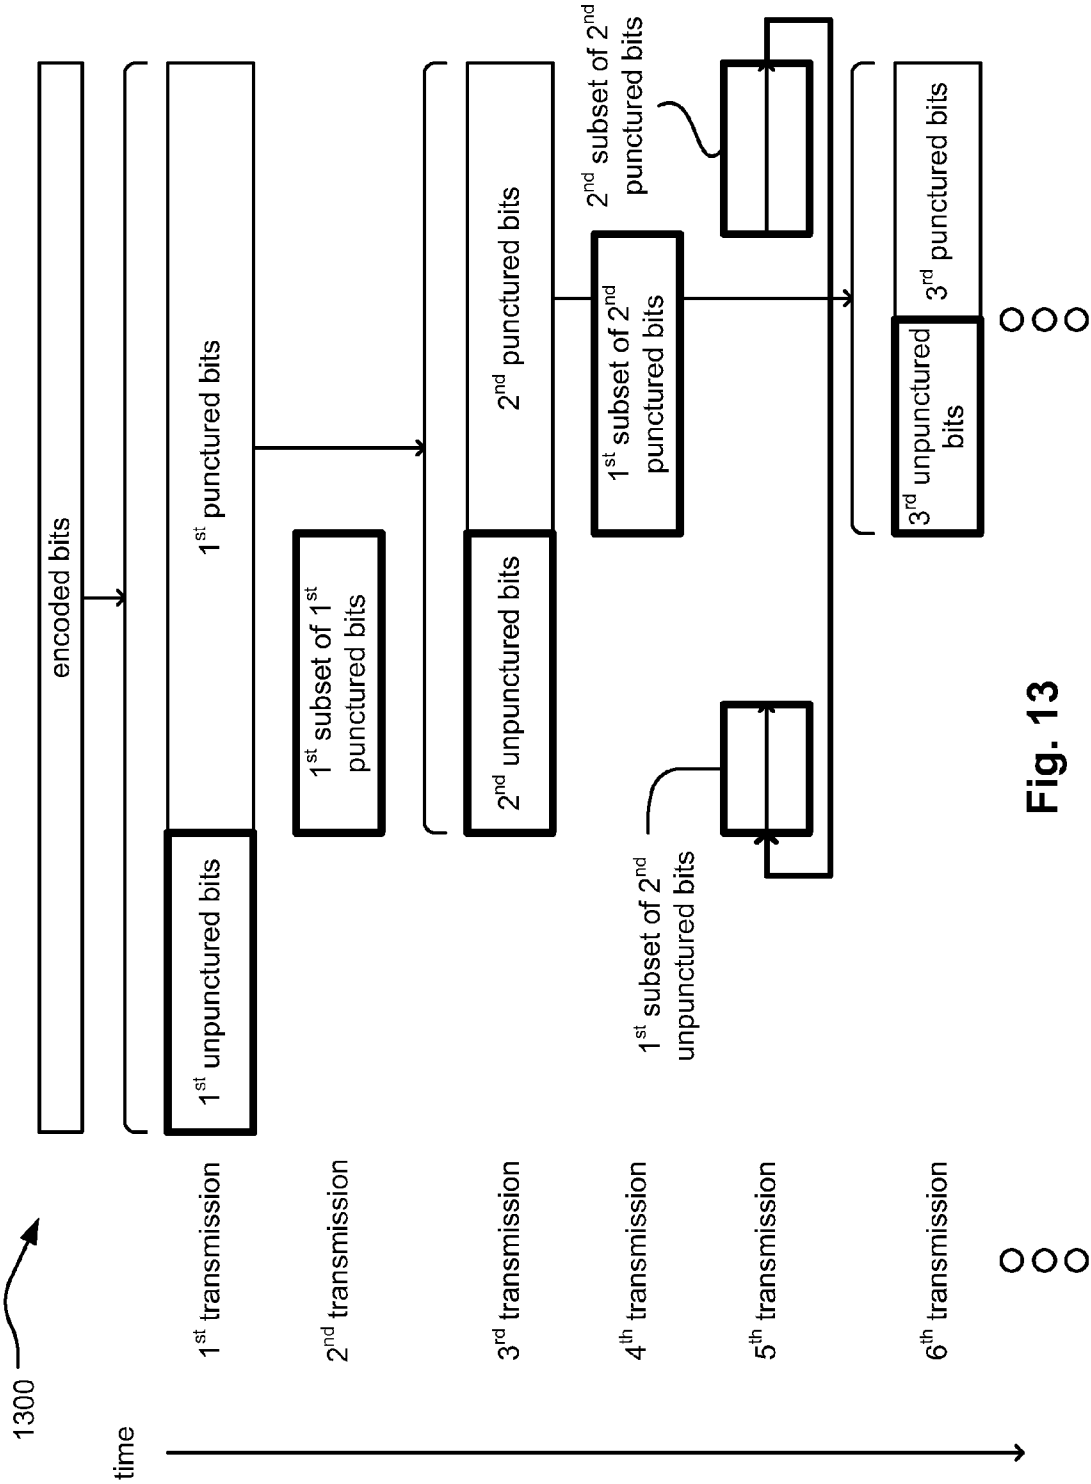 1300
time
encoded bits
1st transmission
1st unpunctured bits
1st punctured bits
2nd transmission
1st subset of 1st
punctured bits
3rd transmission
2nd unpunctured bits
2nd punctured bits
4th transmission
1st subset of 2nd
punctured bits
2nd subset of 2nd
punctured bits
1st subset of 2nd
unpunctured bits
5th transmission
6th transmission
3rd unpunctured
bits
3rd punctured bits
Fig. 13